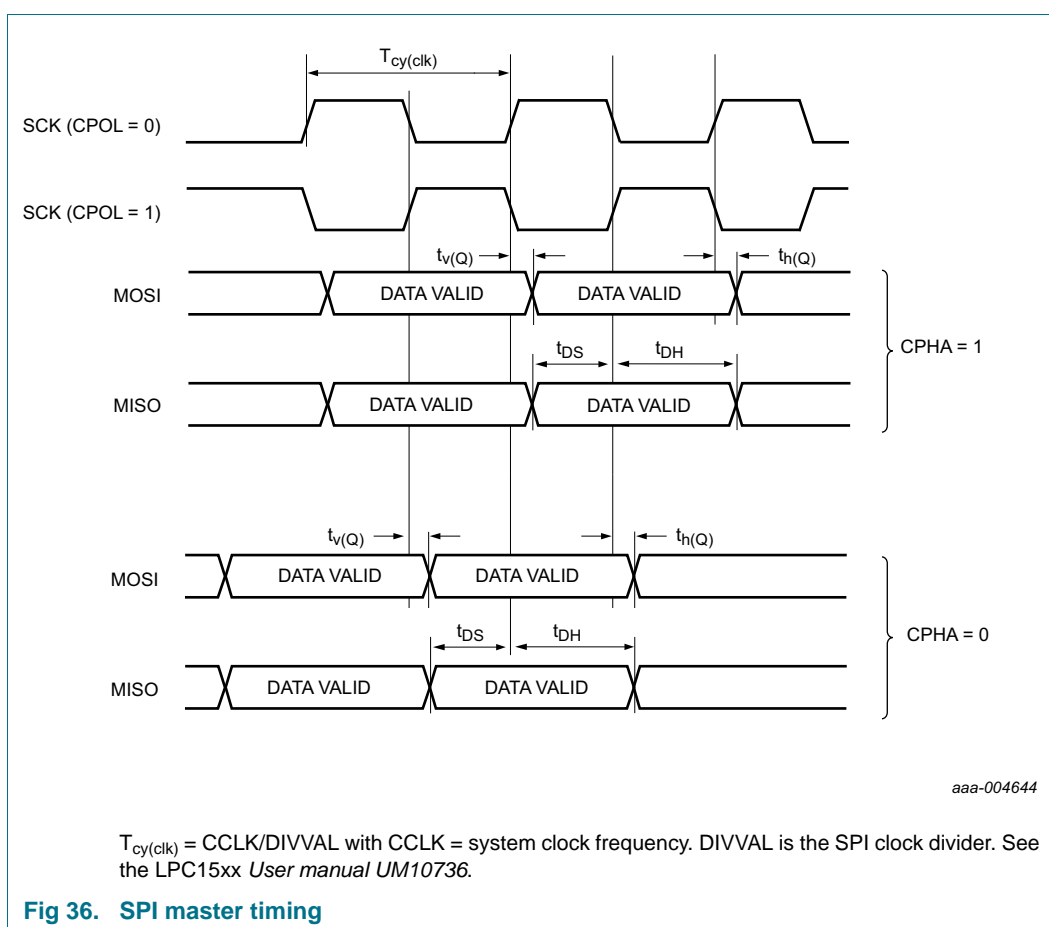 Tcy(clk)
SCK (CPOL = 0)
SCK (CPOL = 1)
tv(Q)
th(Q)
MOSI
DATA VALID
DATA VALID
tDS
tDH
CPHA = 1
MISO
DATA VALID
DATA VALID
tv(Q)
th(Q)
MOSI
DATA VALID
DATA VALID
tDS
tDH
CPHA = 0
MISO
DATA VALID
DATA VALID
aaa-004644
Tcy(clk) = CCLK/DIVVAL with CCLK = system clock frequency. DIVVAL is the SPI clock divider. See
the LPC15xx User manual UM10736.
Fig 36. SPI master timing